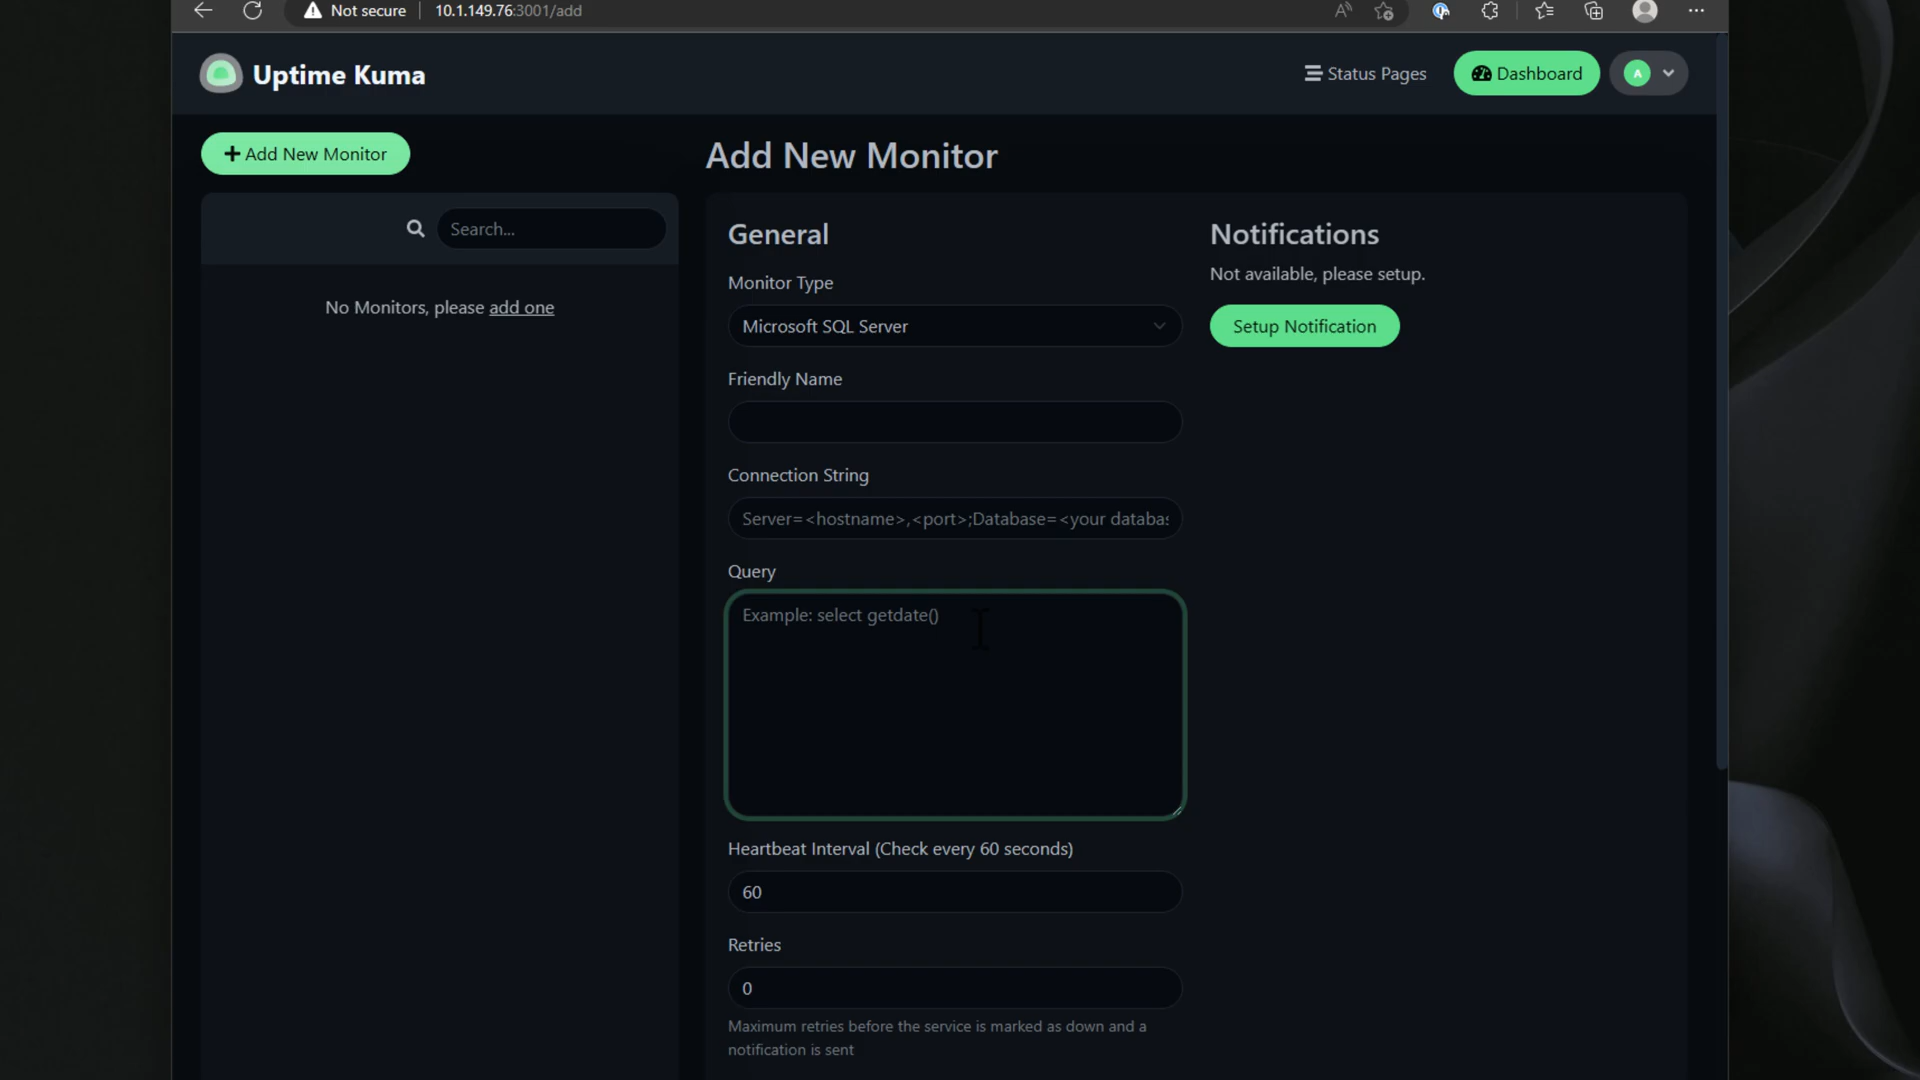 Not secure
10.1.149.76:3001/add
Uptime Kuma
Status Pages
Dashboard
A
Add New Monitor
Search...
No Monitors, please add one
Add New Monitor
General
Monitor Type
Microsoft SQL Server
Friendly Name
Connection String
Server=<hostname>,<port>;Database=<your databas
Query
Example: select getdate()
Heartbeat Interval (Check every 60 seconds)
60
Retries
0
Maximum retries before the service is marked as down and a
notification is sent
Notifications
Not available, please setup.
Setup Notification